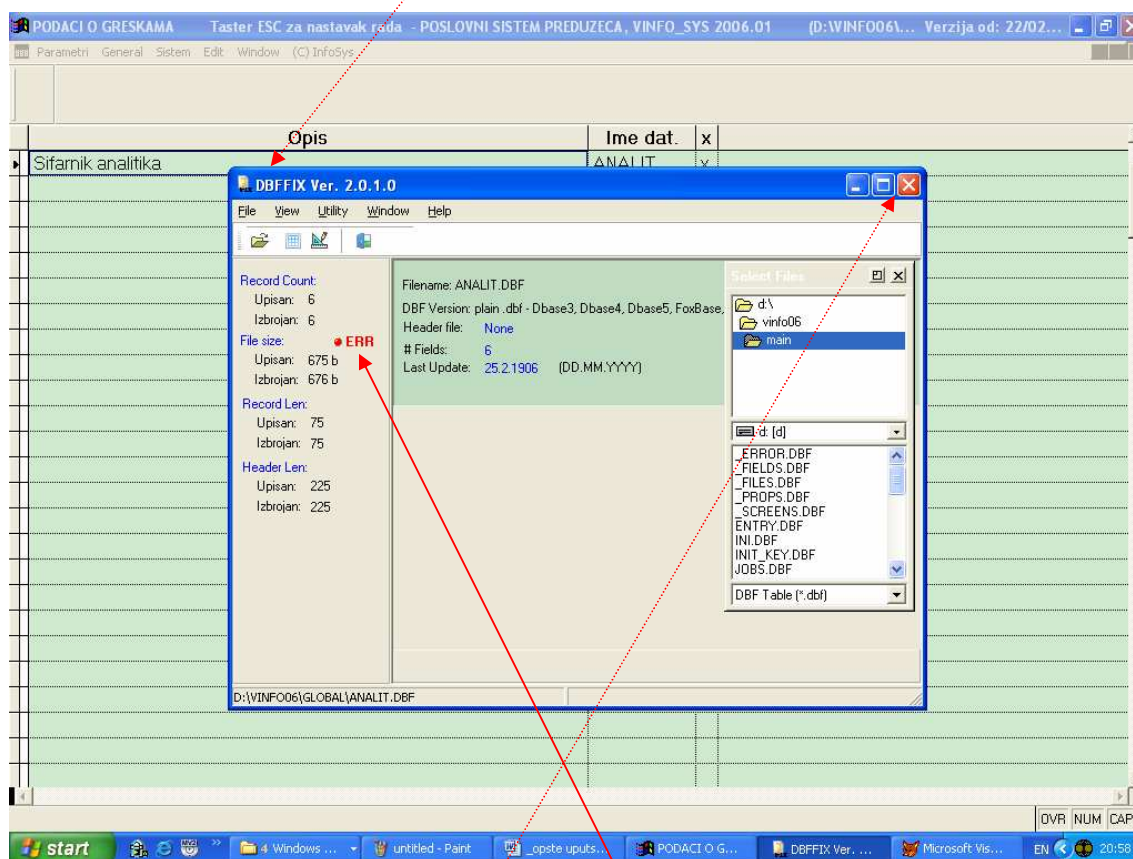 PODACI O GRESKAMA Taster ESC za nastavak rada - POSLOVNI SISTEM PREDUZECA, VINFO_SYS 2006.01 (D:\VINFO06\... Verzija od: 22/02...
Parametri General Sistem Edit Window (C) InfoSys
Opis Ime dat. x
Sifarnik analitika ANALIT x
DBFFIX Ver. 2.0.1.0
File View Utility Window Help
Record Count:
Upisan: 6
Izbrojan: 6
File size: ERR
Upisan: 675 b
Izbrojan: 676 b
Record Len:
Upisan: 75
Izbrojan: 75
Header Len:
Upisan: 225
Izbrojan: 225
Filename: ANALIT.DBF
DBF Version: plain .dbf - Dbase3, Dbase4, Dbase5, FoxBase,
Header file: None
# Fields: 6
Last Update: 25.2.1906 (DD.MM.YYYY)
Select Files
d:\
vinfo06
main
d: [d]
_ERROR.DBF
_FIELDS.DBF
_FILES.DBF
_PROPS.DBF
_SCREENS.DBF
ENTRY.DBF
INI.DBF
INIT_KEY.DBF
JOBS.DBF
DBF Table (*.dbf)
D:\VINFO06\GLOBAL\ANALIT.DBF
OVR NUM CAP
start 4 Windows ... untitled - Paint _opste uputs... PODACI O G... DBFFIX Ver. ... Microsoft Vis... EN 20:58